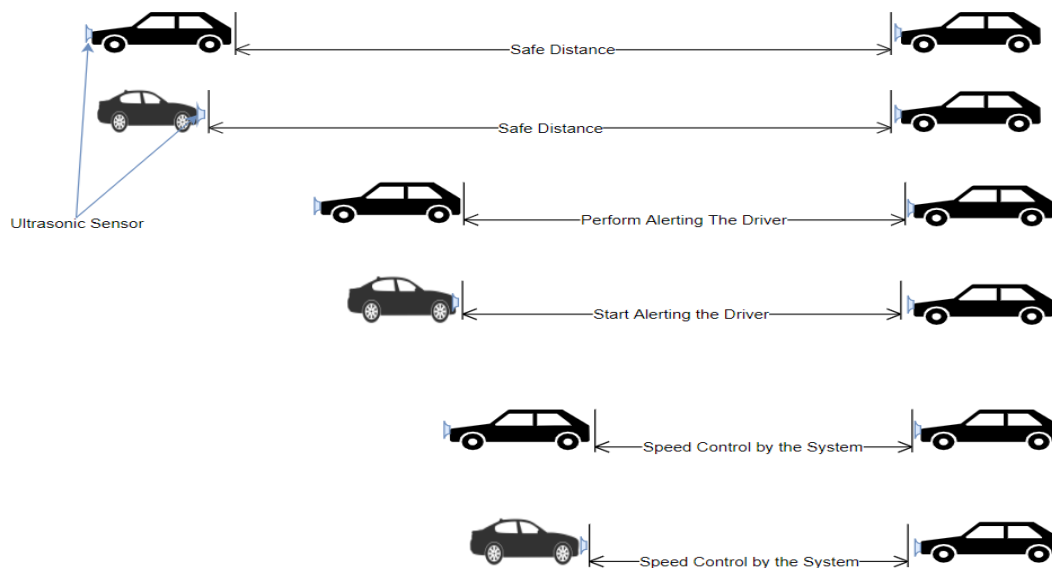 Safe Distance
Safe Distance
Ultrasonic Sensor
Perform Alerting The Driver
Start Alerting the Driver
Speed Control by the System
Speed Control by the System